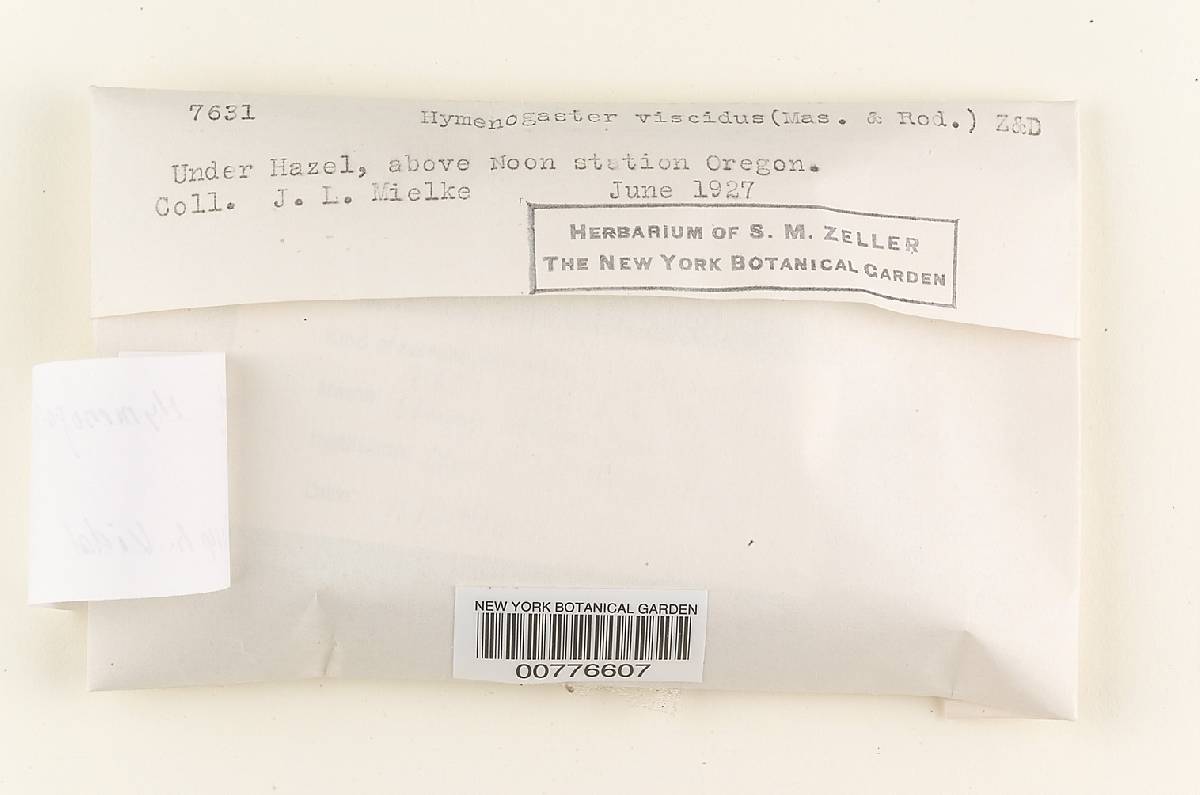 7631 Hymenogaster viscidus(Mas. & Rod.) Z&D
Under Hazel, above Noon station Oregon.
Coll. J. L. Mielke June 1927
HERBARIUM OF S. M. ZELLER
THE NEW YORK BOTANICAL GARDEN
NEW YORK BOTANICAL GARDEN
00776607